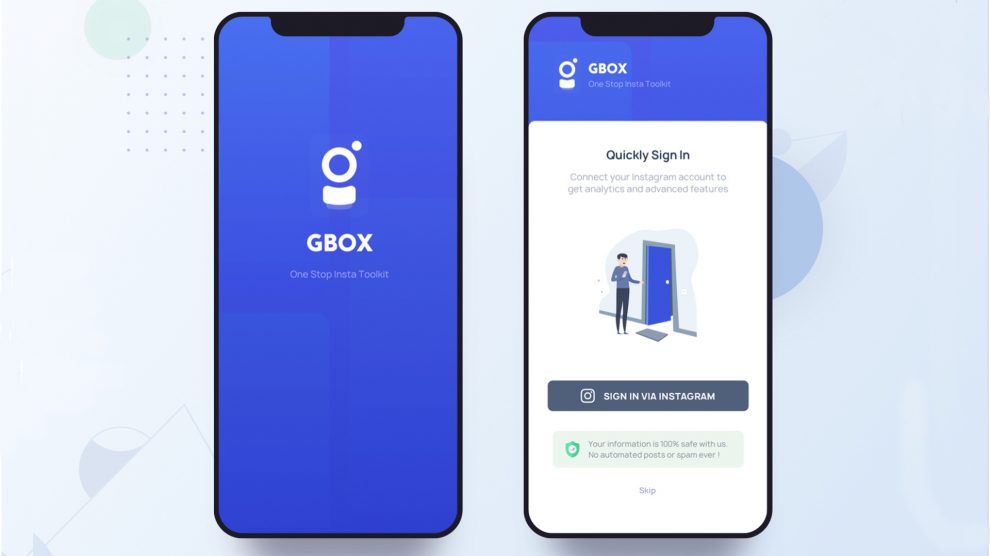 GBOX
One Stop Insta Toolkit
GBOX
One Stop Insta Toolkit
Quickly Sign In
Connect your Instagram account to
get analytics and advanced features
SIGN IN VIA INSTAGRAM
Your information is 100% safe with us.
No automated posts or spam ever !
Skip